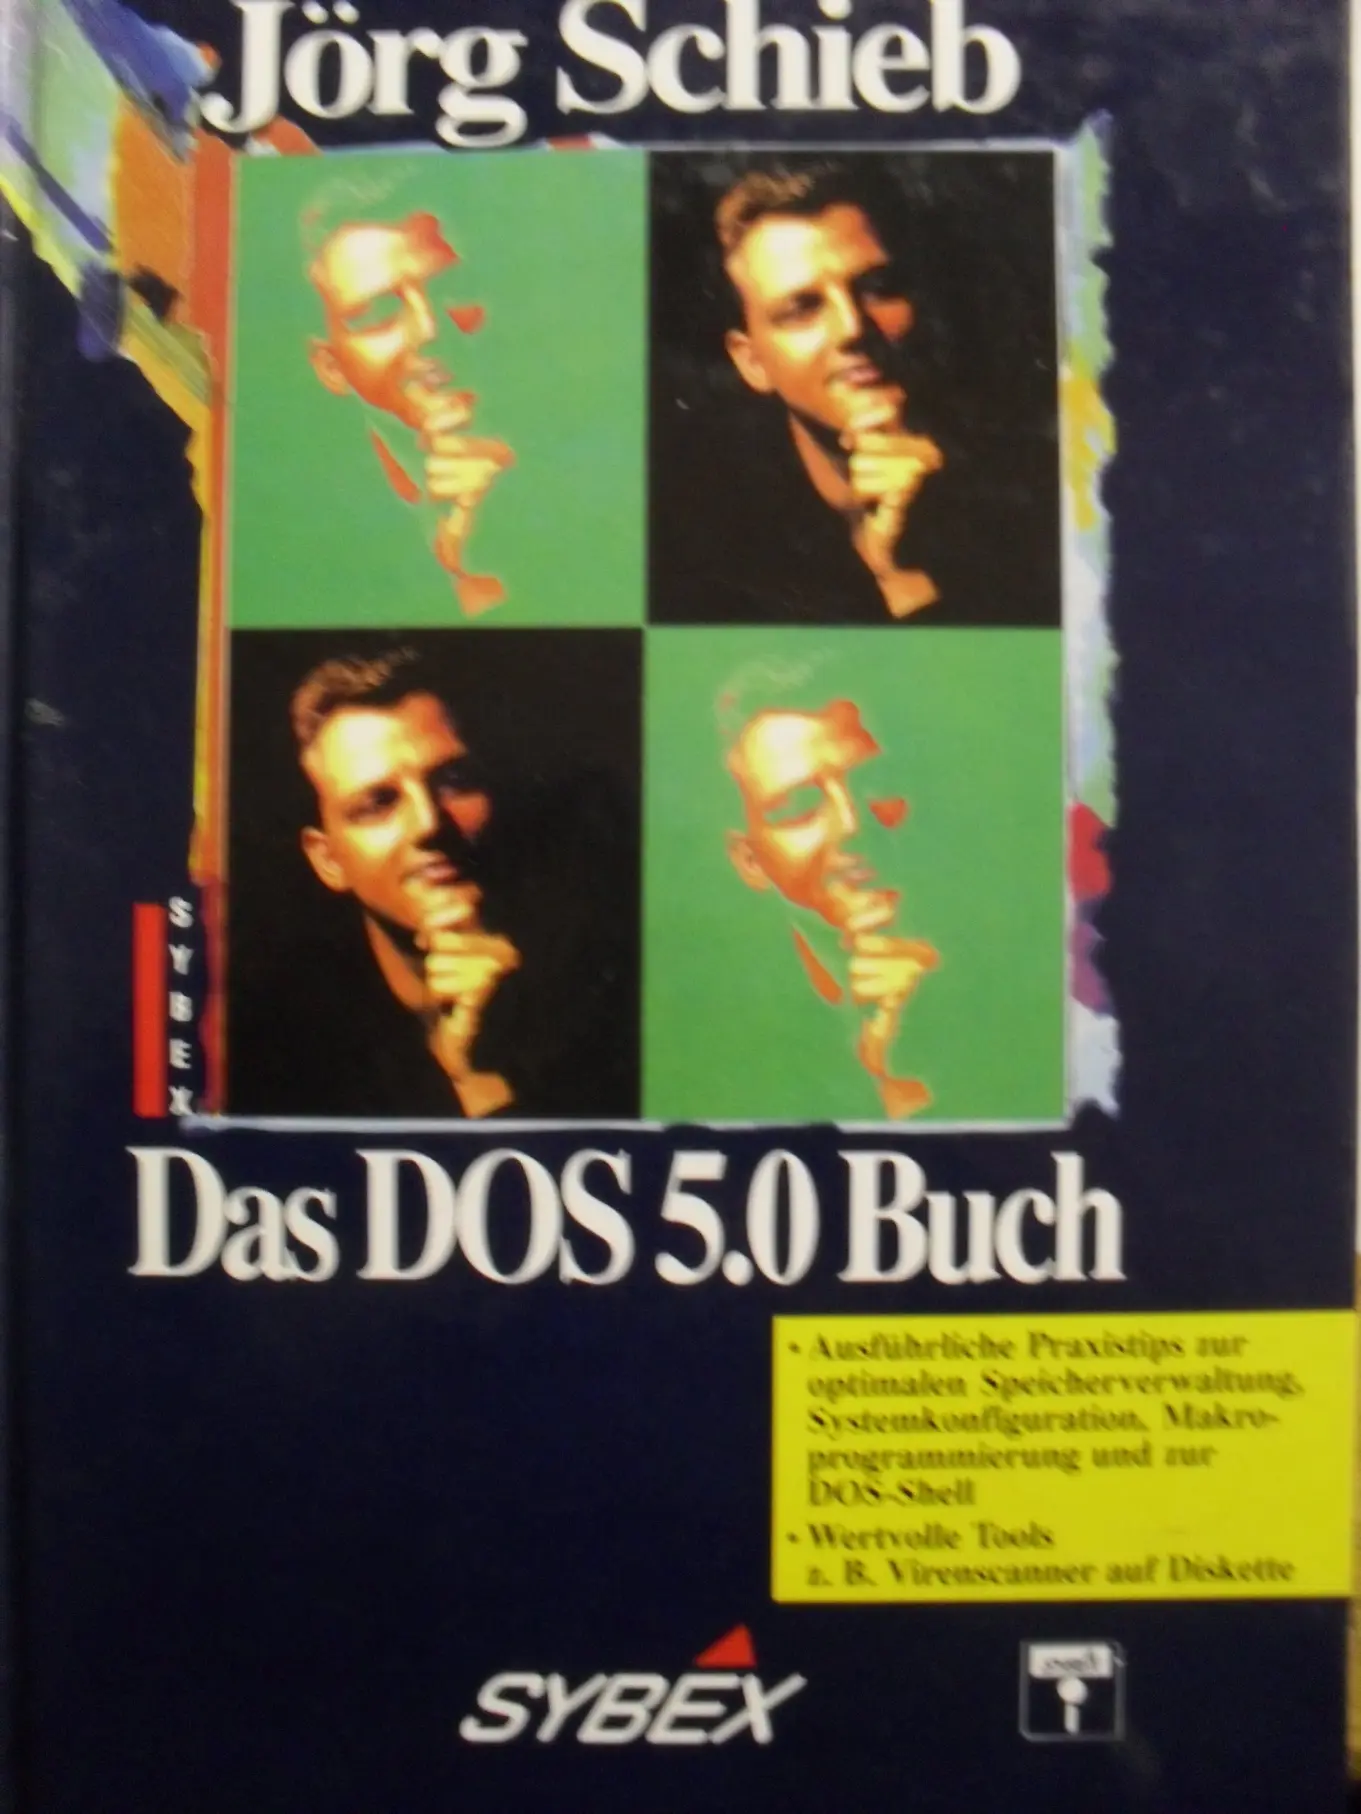 Jörg Schieb
SYBEX
Das DOS 5.0 Buch
• Ausführliche Praxistips zur
optimalen Speicherverwaltung,
Systemkonfiguration, Makro-
programmierung und zur
DOS-Shell
• Wertvolle Tools
z. B. Virenscanner auf Diskette
SYBEX